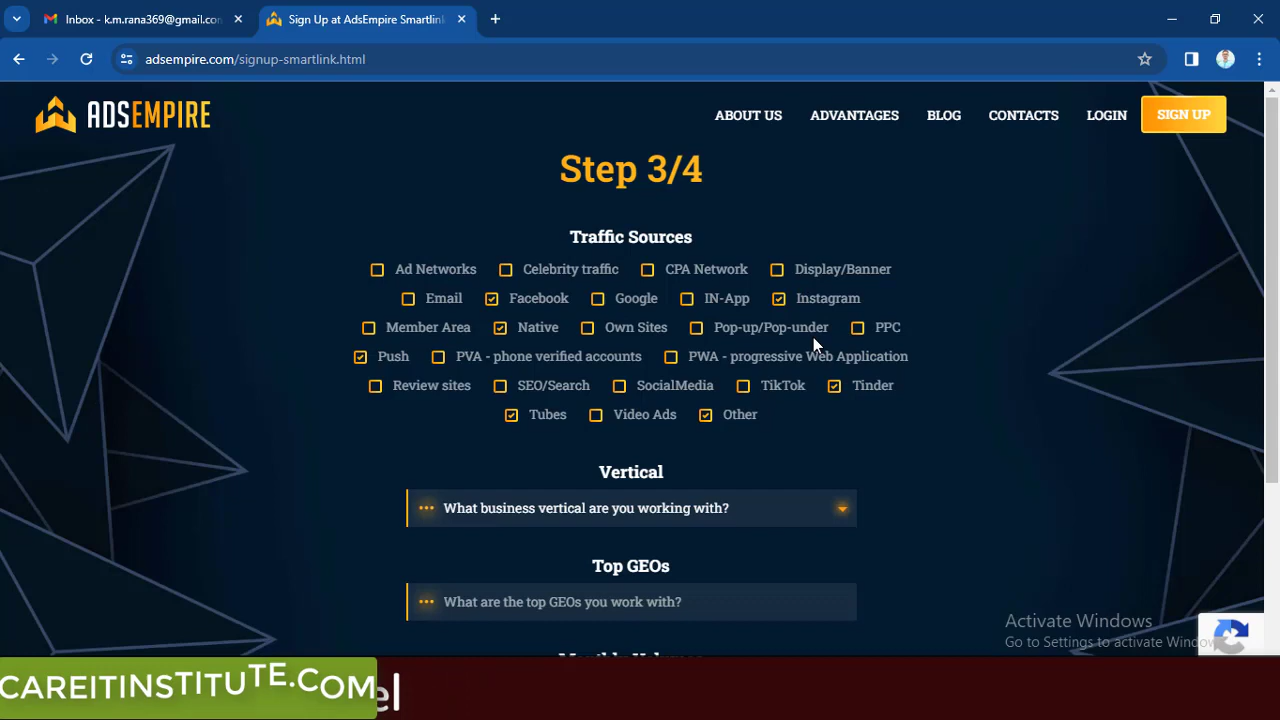 Inbox - k.m.rana369@gmail.com
Sign Up at AdsEmpire Smartlink
adsempire.com/signup-smartlink.html
ADSEMPIRE
ABOUT US ADVANTAGES BLOG CONTACTS LOGIN SIGN UP
Step 3/4
Traffic Sources
Ad Networks Celebrity traffic CPA Network Display/Banner
Email Facebook Google IN-App Instagram
Member Area Native Own Sites Pop-up/Pop-under PPC
Push PVA - phone verified accounts PWA - progressive Web Application
Review sites SEO/Search SocialMedia TikTok Tinder
Tubes Video Ads Other
Vertical
What business vertical are you working with?
Top GEOs
What are the top GEOs you work with?
Activate Windows
Go to Settings to activate Windows
CAREITINSTITUTE.COM
el